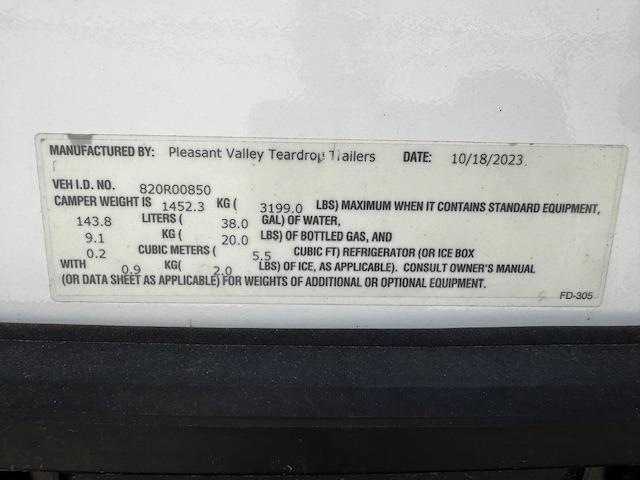 MANUFACTURED BY: Pleasant Valley Teardrop Trailers DATE: 10/18/2023
VEH I.D. NO. 820R00850
CAMPER WEIGHT IS 1452.3 KG ( 3199.0 LBS) MAXIMUM WHEN IT CONTAINS STANDARD EQUIPMENT,
143.8 LITERS ( 38.0 GAL) OF WATER,
9.1 KG ( 20.0 LBS) OF BOTTLED GAS, AND
0.2 CUBIC METERS ( 5.5 CUBIC FT) REFRIGERATOR (OR ICE BOX
WITH 0.9 KG( 2.0 LBS OF ICE, AS APPLICABLE). CONSULT OWNER'S MANUAL
(OR DATA SHEET AS APPLICABLE) FOR WEIGHTS OF ADDITIONAL OR OPTIONAL EQUIPMENT.
FD-305